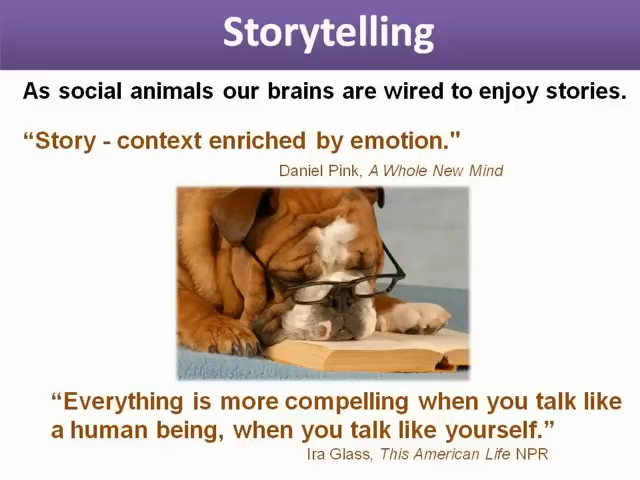 Storytelling
As social animals our brains are wired to enjoy stories.
“Story - context enriched by emotion."
Daniel Pink, A Whole New Mind
“Everything is more compelling when you talk like
a human being, when you talk like yourself.”
Ira Glass, This American Life NPR